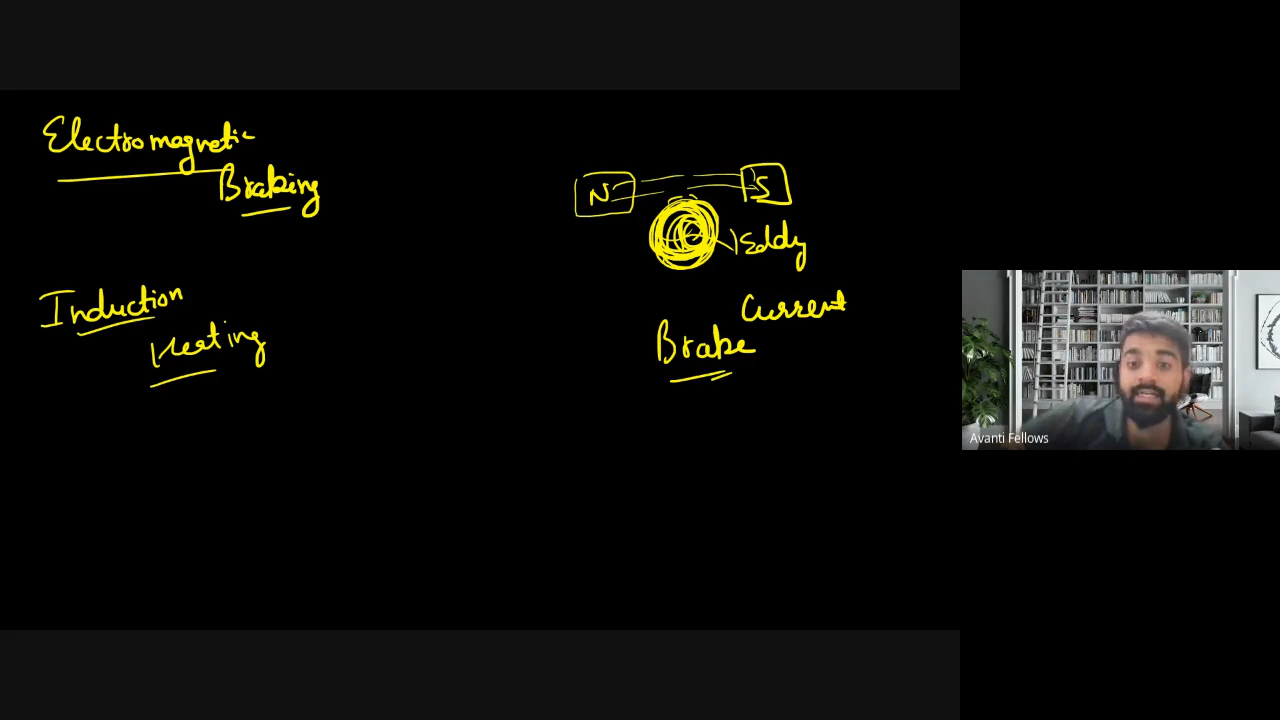 Electromagnetic
Braking
N
S
Eddy
Current
Brake
Induction
Heating
Avanti Fellows